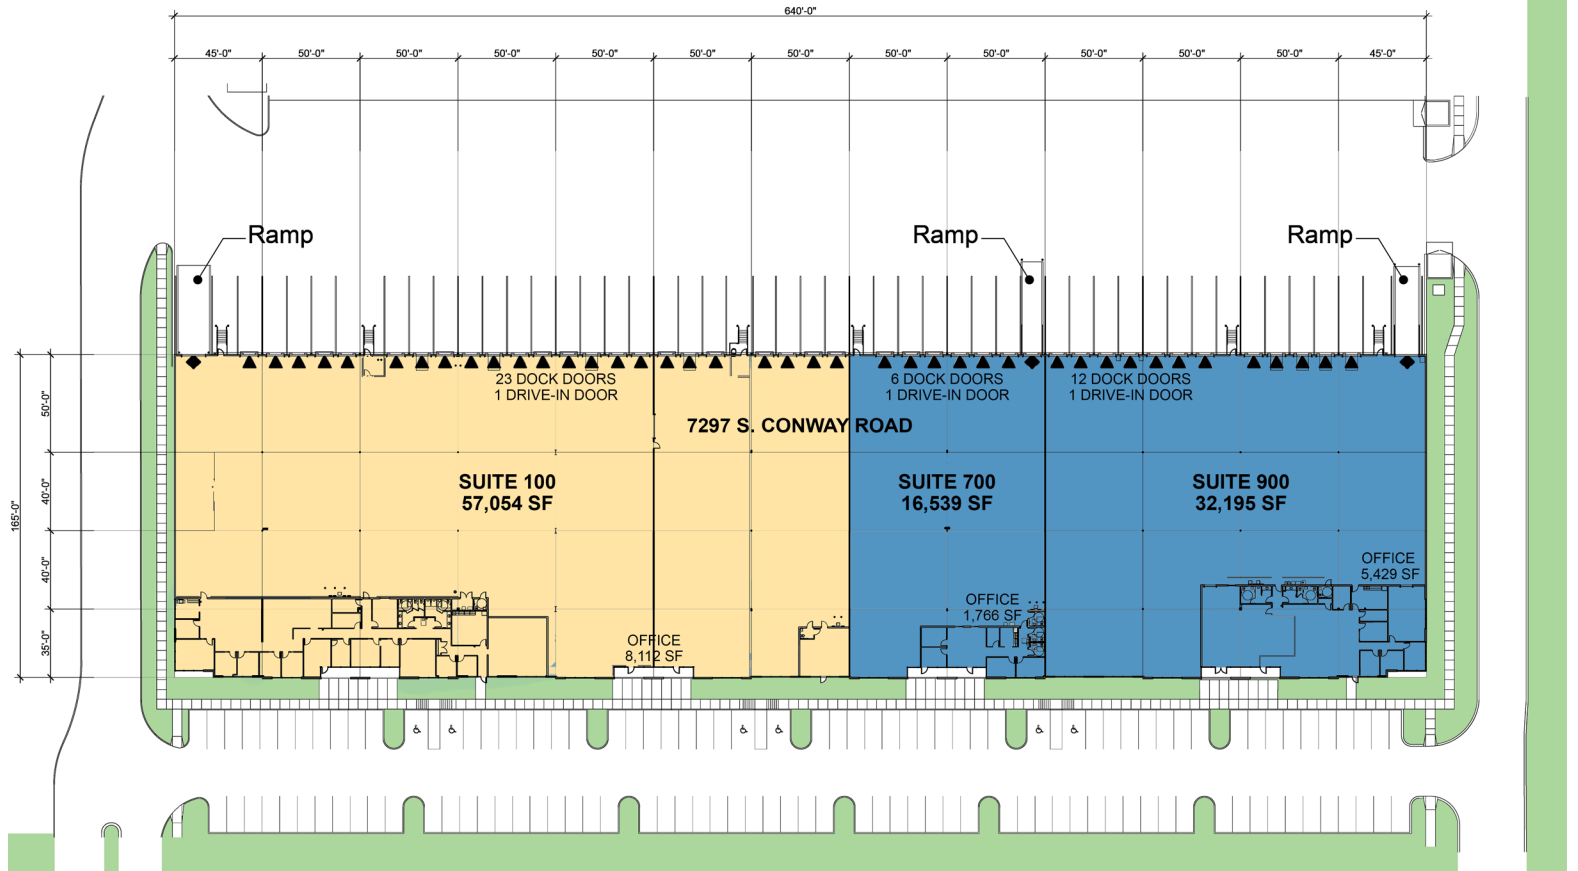 640'-0"
45'-0" 50'-0" 50'-0" 50'-0" 50'-0" 50'-0" 50'-0" 50'-0" 50'-0" 50'-0" 50'-0" 50'-0" 45'-0"
Ramp Ramp Ramp
23 DOCK DOORS
1 DRIVE-IN DOOR
6 DOCK DOORS
1 DRIVE-IN DOOR
12 DOCK DOORS
1 DRIVE-IN DOOR
50'-0"
7297 S. CONWAY ROAD
SUITE 100
57,054 SF
SUITE 700
16,539 SF
SUITE 900
32,195 SF
40'-0"
165'-0"
40'-0"
OFFICE
5,429 SF
OFFICE
1,766 SF
35'-0"
OFFICE
8,112 SF